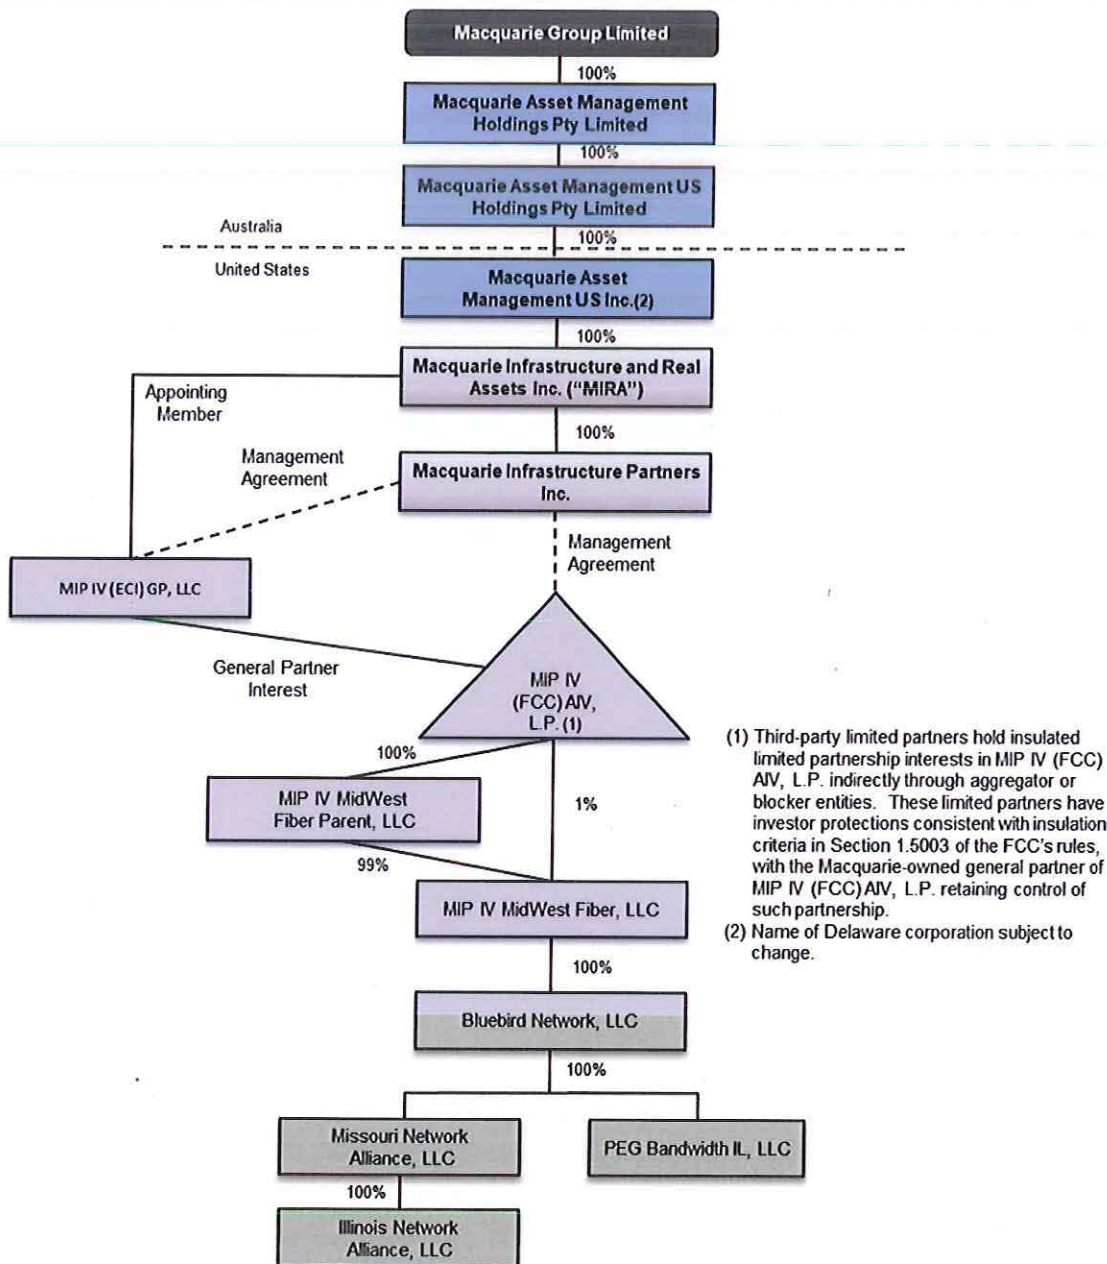 Macquarie Group Limited
100%
Macquarie Asset Management
Holdings Pty Limited
100%
Macquarie Asset Management US
Holdings Pty Limited
Australia
100%
United States
Macquarie Asset
Management US Inc.(2)
100%
Macquarie Infrastructure and Real
Assets Inc. (“MIRA”)
Appointing
Member
100%
Management
Agreement
Macquarie Infrastructure Partners
Inc.
Management
Agreement
MIP IV (ECI) GP, LLC
General Partner
Interest
MIP IV
(FCC) AIV,
L.P. (1)
100%
MIP IV MidWest
Fiber Parent, LLC
1%
99%
MIP IV MidWest Fiber, LLC
(1) Third-party limited partners hold insulated
limited partnership interests in MIP IV (FCC)
AIV, L.P. indirectly through aggregator or
blocker entities. These limited partners have
investor protections consistent with insulation
criteria in Section 1.5003 of the FCC's rules,
with the Macquarie-owned general partner of
MIP IV (FCC) AIV, L.P. retaining control of
such partnership.
(2) Name of Delaware corporation subject to
change.
100%
Bluebird Network, LLC
100%
Missouri Network
Alliance, LLC
PEG Bandwidth IL, LLC
100%
Illinois Network
Alliance, LLC